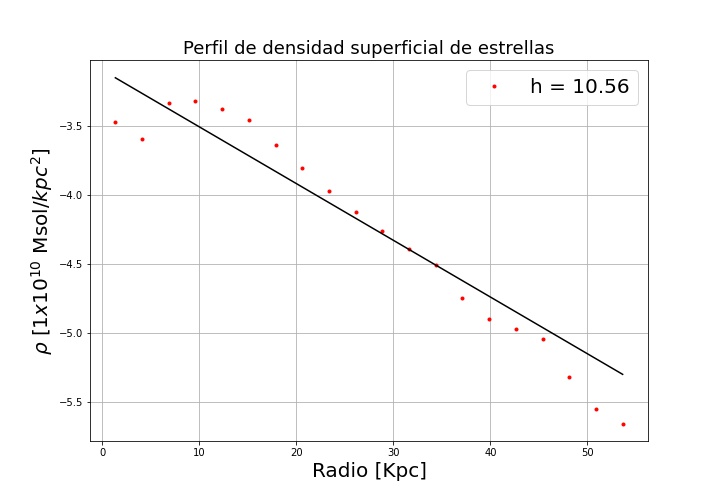 Perfil de densidad superficial de estrellas
h = 10.56
ρ [1x10^10 Msol/kpc^2]
−3.5
−4.0
−4.5
−5.0
−5.5
0 10 20 30 40 50
Radio [Kpc]